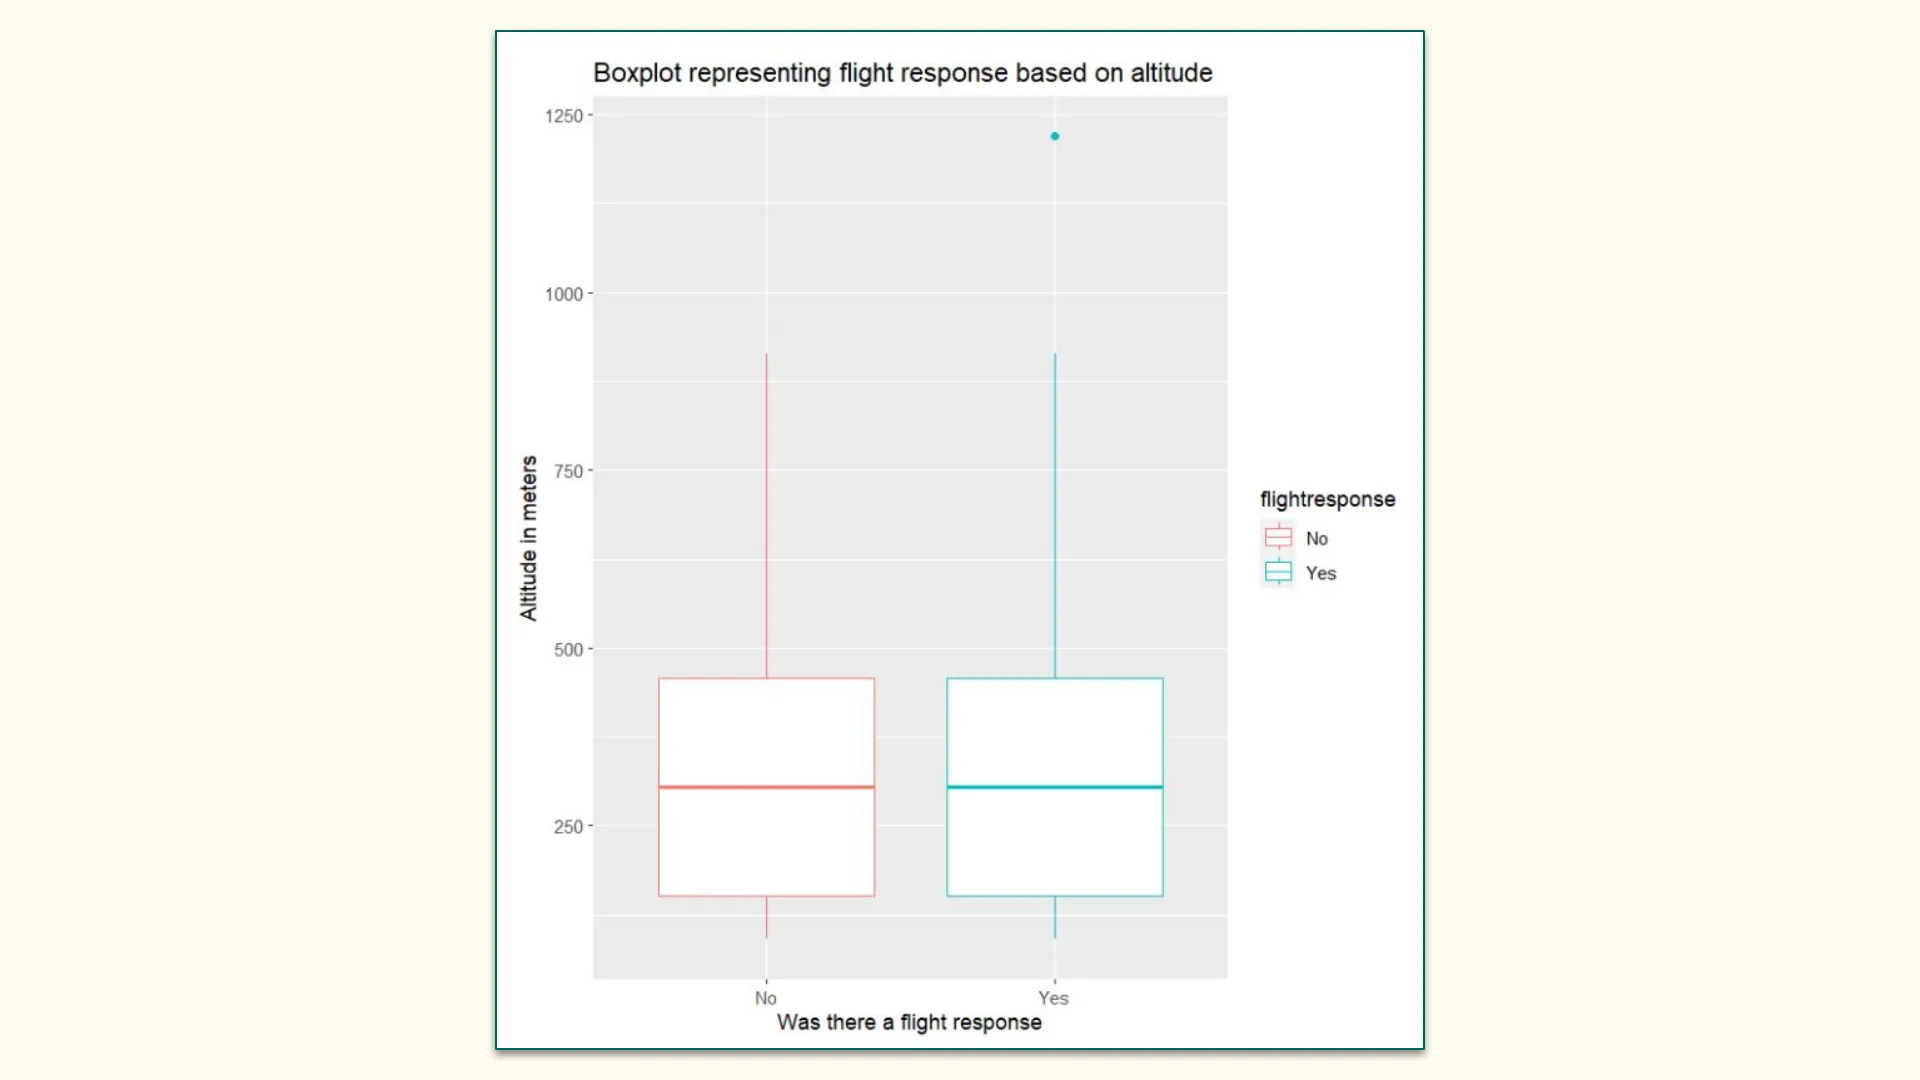 Boxplot representing flight response based on altitude
1250
1000
750
500
250
Altitude in meters
No
Yes
Was there a flight response
flightresponse
No
Yes